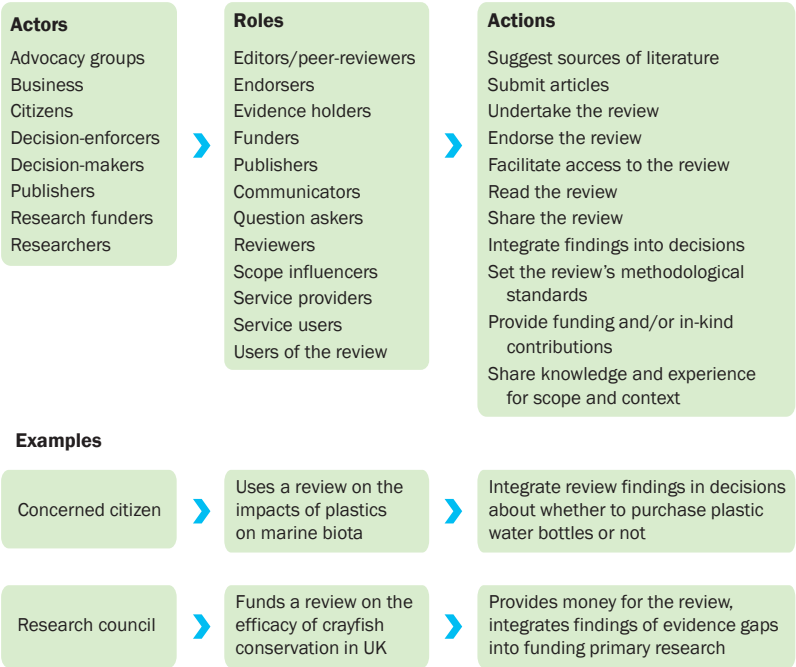 Actors
Advocacy groups
Business
Citizens
Decision-enforcers
Decision-makers
Publishers
Research funders
Researchers
Roles
Editors/peer-reviewers
Endorsers
Evidence holders
Funders
Publishers
Communicators
Question askers
Reviewers
Scope influencers
Service providers
Service users
Users of the review
Actions
Suggest sources of literature
Submit articles
Undertake the review
Endorse the review
Facilitate access to the review
Read the review
Share the review
Integrate findings into decisions
Set the review’s methodological
standards
Provide funding and/or in-kind
contributions
Share knowledge and experience
for scope and context
Examples
Concerned citizen
Uses a review on the
impacts of plastics
on marine biota
Integrate review findings in decisions
about whether to purchase plastic
water bottles or not
Research council
Funds a review on the
efficacy of crayfish
conservation in UK
Provides money for the review,
integrates findings of evidence gaps
into funding primary research